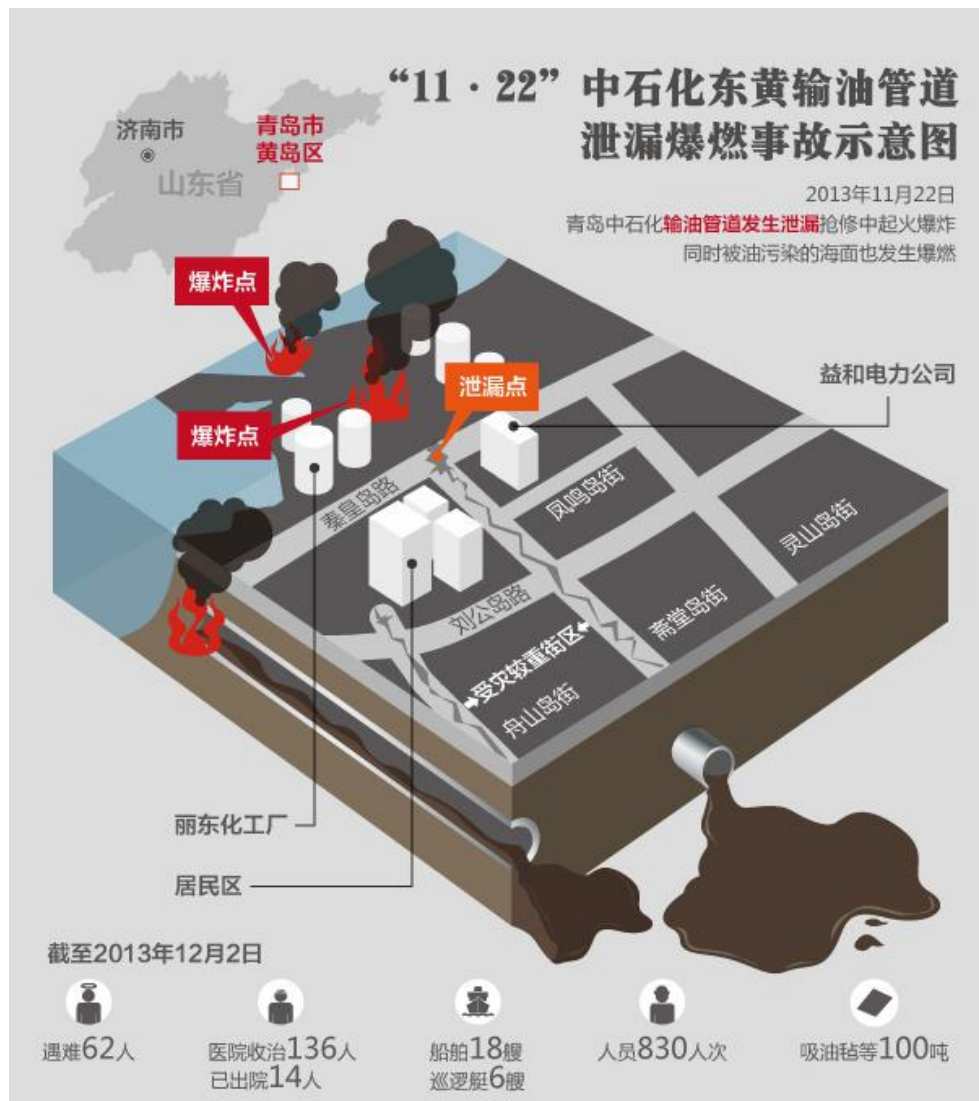 “11·22”中石化东黄输油管道
泄漏爆燃事故示意图
2013年11月22日
青岛中石化输油管道发生泄漏抢修中起火爆炸
同时被油污染的海面也发生爆燃
济南市
青岛市
黄岛区
山东省
爆炸点
爆炸点
泄漏点
益和电力公司
秦皇岛路
凤鸣岛街
灵山岛街
刘公岛路
斋堂岛街
受灾较重街区
舟山岛街
丽东化工厂
居民区
截至2013年12月2日
遇难62人
医院收治136人
已出院14人
船舶18艘
巡逻艇6艘
人员830人次
吸油毡等100吨